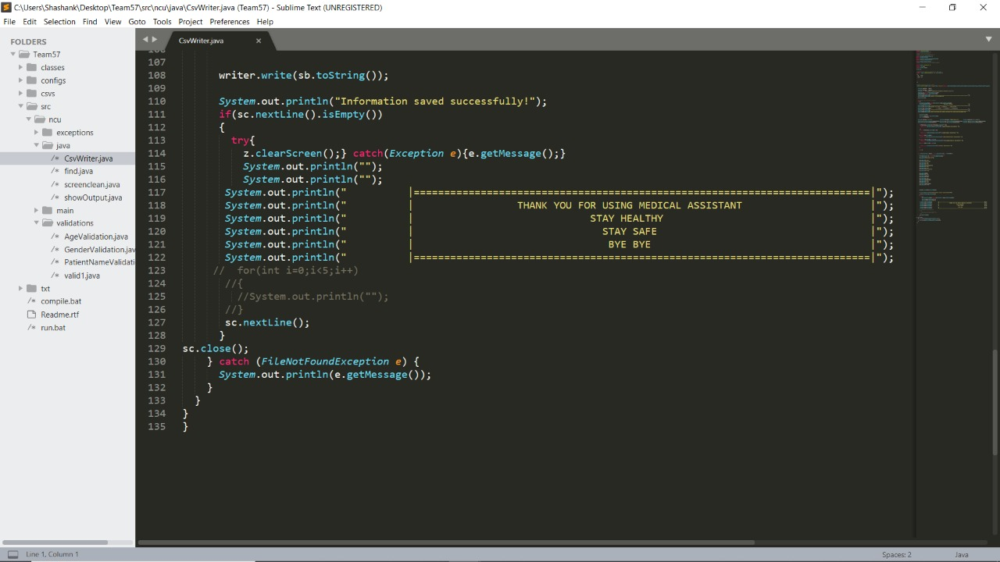 C:\Users\Shashank\Desktop\Team57\src\ncu\java\CsvWriter.java (Team57) - Sublime Text (UNREGISTERED)
File Edit Selection Find View Goto Tools Project Preferences Help
FOLDERS
Team57
classes
configs
csvs
src
ncu
exceptions
java
CsvWriter.java
find.java
screenclean.java
showOutput.java
main
validations
AgeValidation.java
GenderValidation.jav
PatientNameValidati
valid1.java
txt
compile.bat
Readme.rtf
run.bat
CsvWriter.java
107
108 writer.write(sb.toString());
109
110 System.out.println("Information saved successfully!");
111 if(sc.nextLine().isEmpty())
112 {
113 try{
114 r.clearScreen();} catch(Exception e){e.getMessage();}
115 System.out.println("");
116 System.out.println("");
117 System.out.println(" |===========================================================================|");
118 System.out.println(" | THANK YOU FOR USING MEDICAL ASSISTANT |");
119 System.out.println(" | STAY HEALTHY |");
120 System.out.println(" | STAY SAFE |");
121 System.out.println(" | BYE BYE |");
122 System.out.println(" |===========================================================================|");
123 // for(int i=0;i<5;i++)
124 //{
125 //System.out.println("");
126 //}
127 sc.nextLine();
128 }
129 sc.close();
130 } catch (FileNotFoundException e) {
131 System.out.println(e.getMessage());
132 }
133 }
134 }
135 }
Line 1, Column 1
Spaces: 2
Java